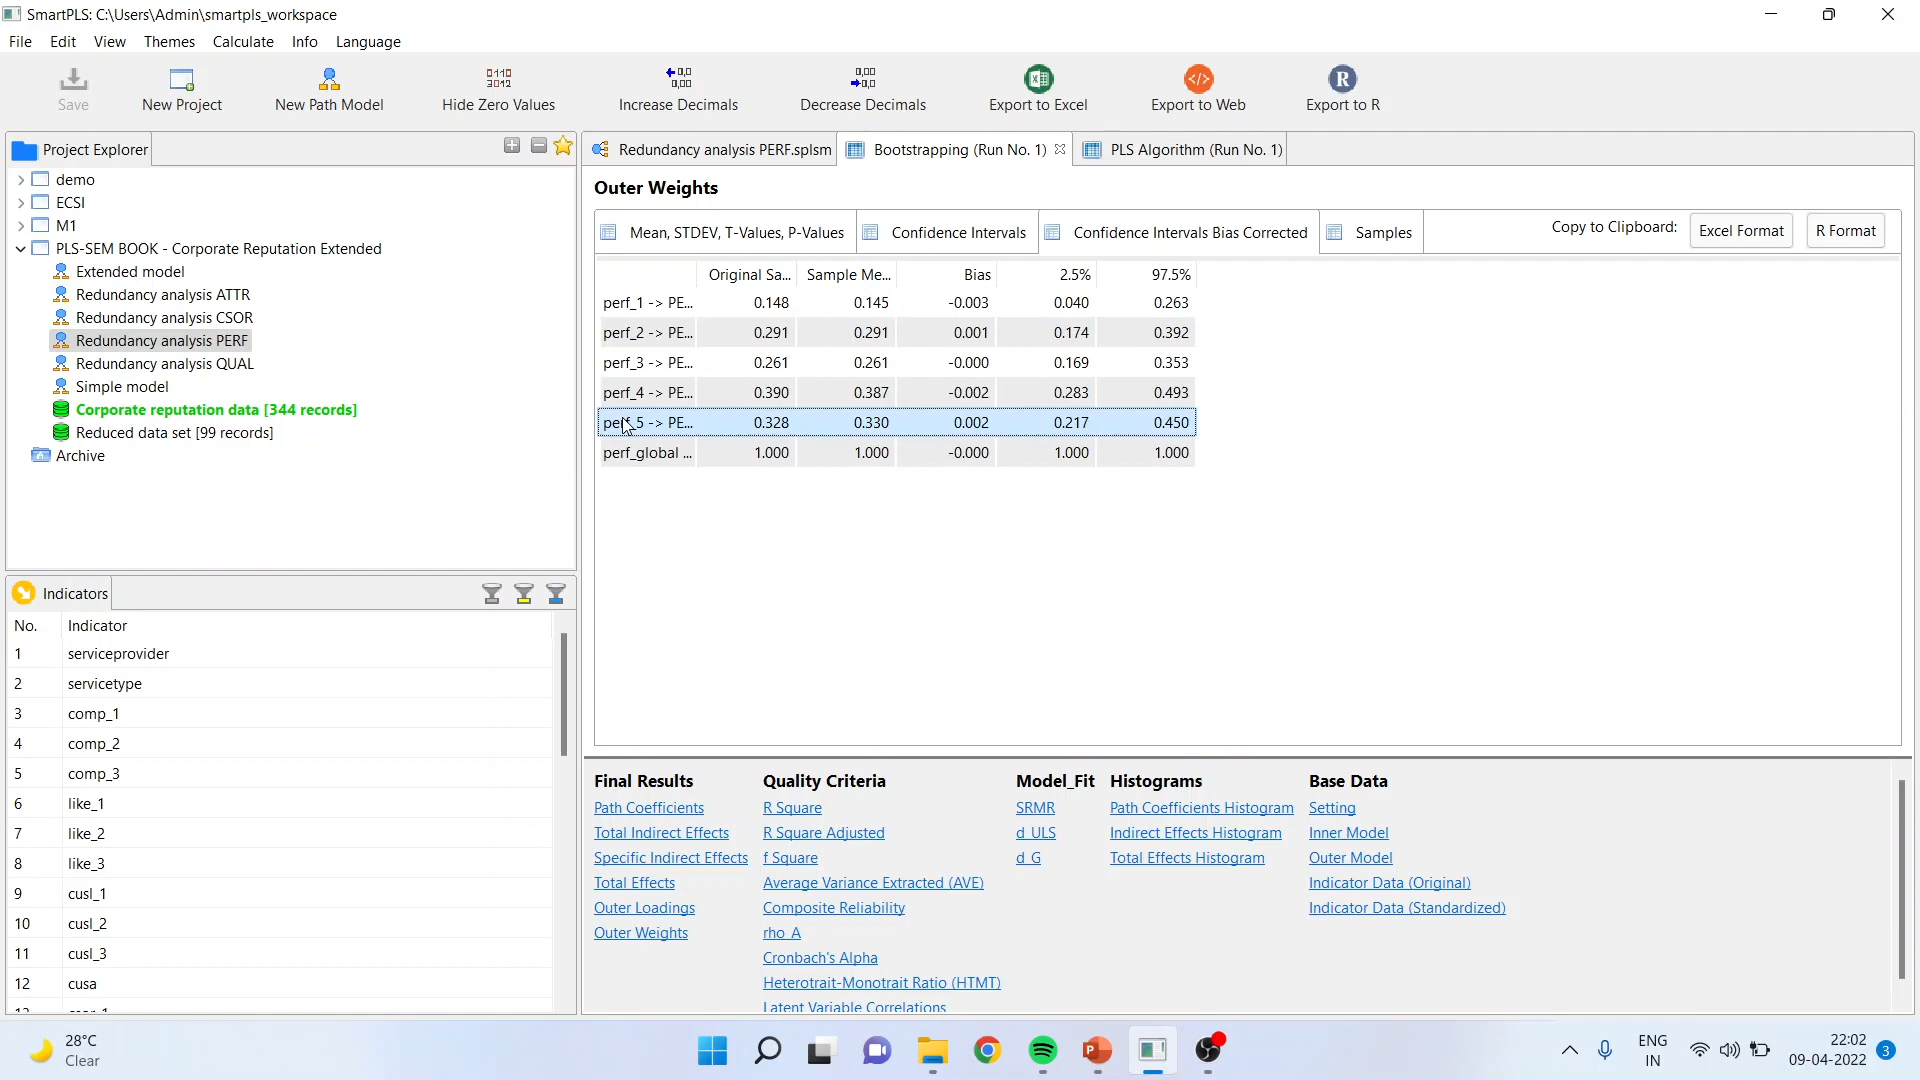 SmartPLS: C:\Users\Admin\smartpls_workspace
File Edit View Themes Calculate Info Language
Save New Project New Path Model Hide Zero Values Increase Decimals Decrease Decimals Export to Excel Export to Web Export to R
Project Explorer
demo
ECSI
M1
PLS-SEM BOOK - Corporate Reputation Extended
Extended model
Redundancy analysis ATTR
Redundancy analysis CSOR
Redundancy analysis PERF
Redundancy analysis QUAL
Simple model
Corporate reputation data [344 records]
Reduced data set [99 records]
Archive
Indicators
No. Indicator
1 serviceprovider
2 servicetype
3 comp_1
4 comp_2
5 comp_3
6 like_1
7 like_2
8 like_3
9 cusl_1
10 cusl_2
11 cusl_3
12 cusa
Redundancy analysis PERF.splsm Bootstrapping (Run No. 1) PLS Algorithm (Run No. 1)
Outer Weights
Mean, STDEV, T-Values, P-Values Confidence Intervals Confidence Intervals Bias Corrected Samples Copy to Clipboard: Excel Format R Format
Original Sa... Sample Me... Bias 2.5% 97.5%
perf_1 -> PE... 0.148 0.145 -0.003 0.040 0.263
perf_2 -> PE... 0.291 0.291 0.001 0.174 0.392
perf_3 -> PE... 0.261 0.261 -0.000 0.169 0.353
perf_4 -> PE... 0.390 0.387 -0.002 0.283 0.493
perf_5 -> PE... 0.328 0.330 0.002 0.217 0.450
perf_global ... 1.000 1.000 -0.000 1.000 1.000
Final Results
Path Coefficients
Total Indirect Effects
Specific Indirect Effects
Total Effects
Outer Loadings
Outer Weights
Quality Criteria
R Square
R Square Adjusted
f Square
Average Variance Extracted (AVE)
Composite Reliability
rho_A
Cronbach's Alpha
Heterotrait-Monotrait Ratio (HTMT)
Latent Variable Correlations
Model_Fit
SRMR
d_ULS
d_G
Histograms
Path Coefficients Histogram
Indirect Effects Histogram
Total Effects Histogram
Base Data
Setting
Inner Model
Outer Model
Indicator Data (Original)
Indicator Data (Standardized)
28°C
Clear
ENG
IN
22:02
09-04-2022
3